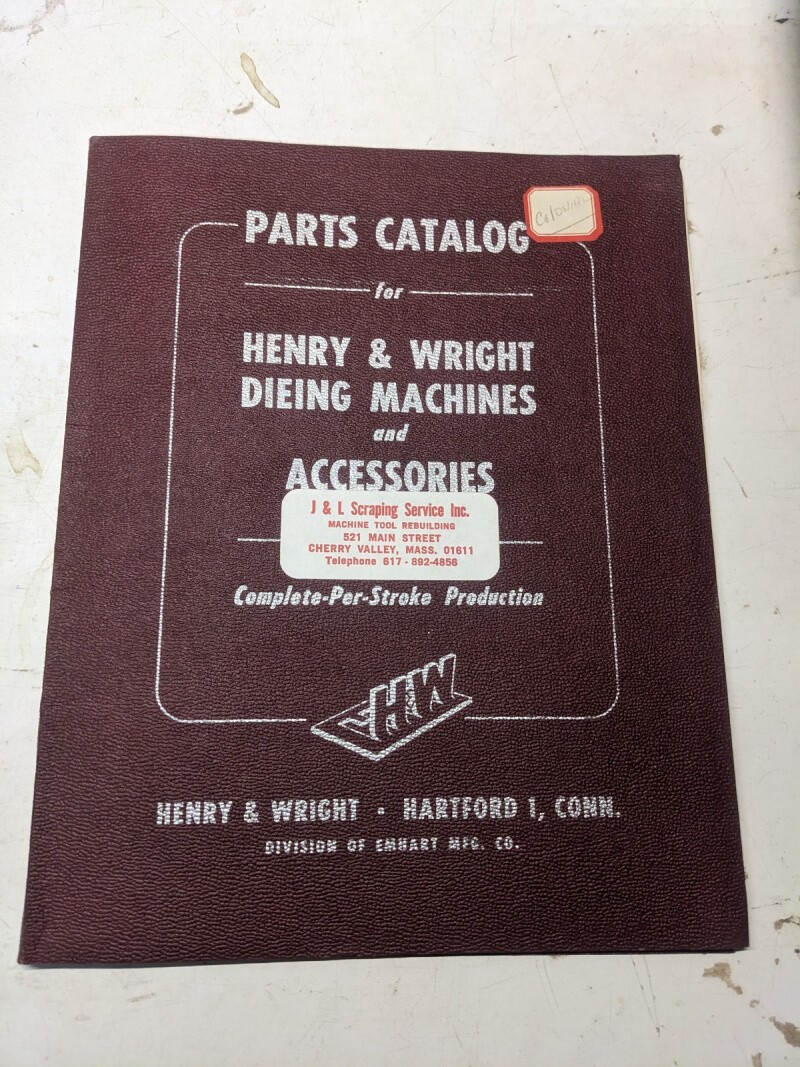 PARTS CATALOG
for
HENRY & WRIGHT
DIEING MACHINES
and
ACCESSORIES
J & L Scraping Service Inc.
MACHINE TOOL REBUILDING
521 MAIN STREET
CHERRY VALLEY, MASS. 01611
Telephone 617 - 892-4856
Complete-Per-Stroke Production
H&W
HENRY & WRIGHT • HARTFORD 1, CONN.
DIVISION OF EMHART MFG. CO.